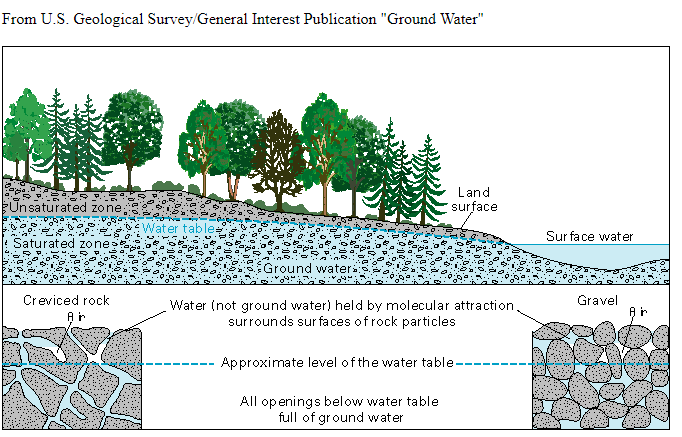 From U.S. Geological Survey/General Interest Publication "Ground Water"
Land
surface
Unsaturated zone
Water table
Surface water
Saturated zone
Ground water
Creviced rock
Air
Water (not ground water) held by molecular attraction
surrounds surfaces of rock particles
Gravel
Air
Approximate level of the water table
All openings below water table
full of ground water